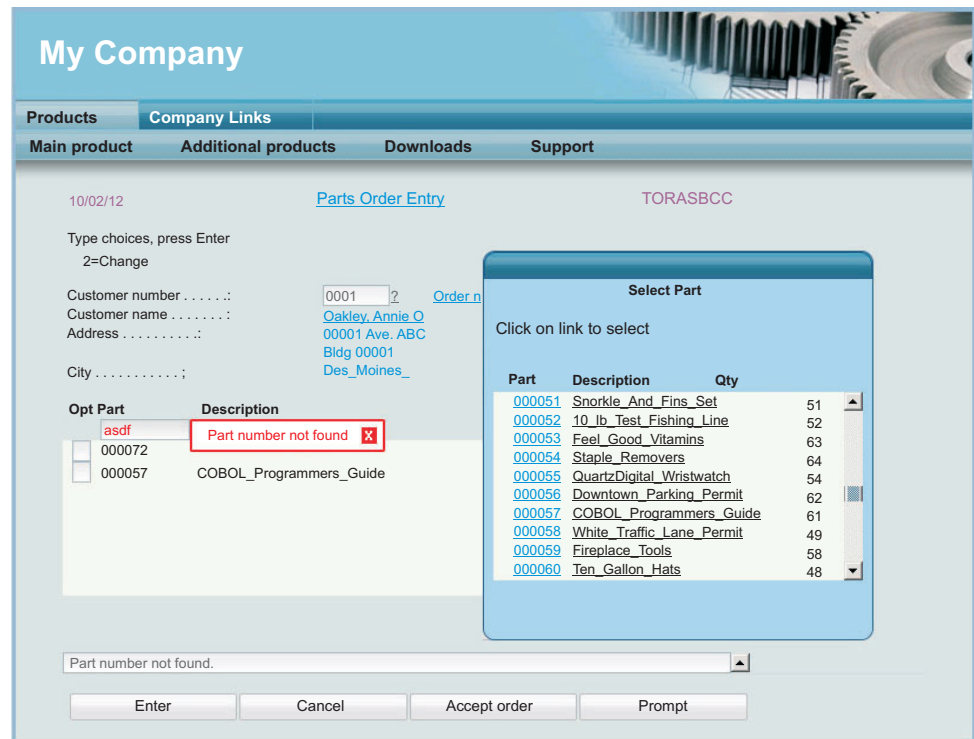 My Company
Products Company Links
Main product Additional products Downloads Support
10/02/12 Parts Order Entry TORASBCC
Type choices, press Enter
2=Change
Customer number . . . . . .: 0001 ? Order n
Customer name . . . . . . . : Oakley, Annie O
Address . . . . . . . . . .: 00001 Ave. ABC
Bldg 00001
City . . . . . . . . . . . ; Des_Moines_
Opt Part Description
asdf
Part number not found X
000072
000057 COBOL_Programmers_Guide
Select Part
Click on link to select
Part Description Qty
000051 Snorkle_And_Fins_Set 51
000052 10_lb_Test_Fishing_Line 52
000053 Feel_Good_Vitamins 63
000054 Staple_Removers 64
000055 QuartzDigital_Wristwatch 54
000056 Downtown_Parking_Permit 62
000057 COBOL_Programmers_Guide 61
000058 White_Traffic_Lane_Permit 49
000059 Fireplace_Tools 58
000060 Ten_Gallon_Hats 48
Part number not found.
Enter Cancel Accept order Prompt